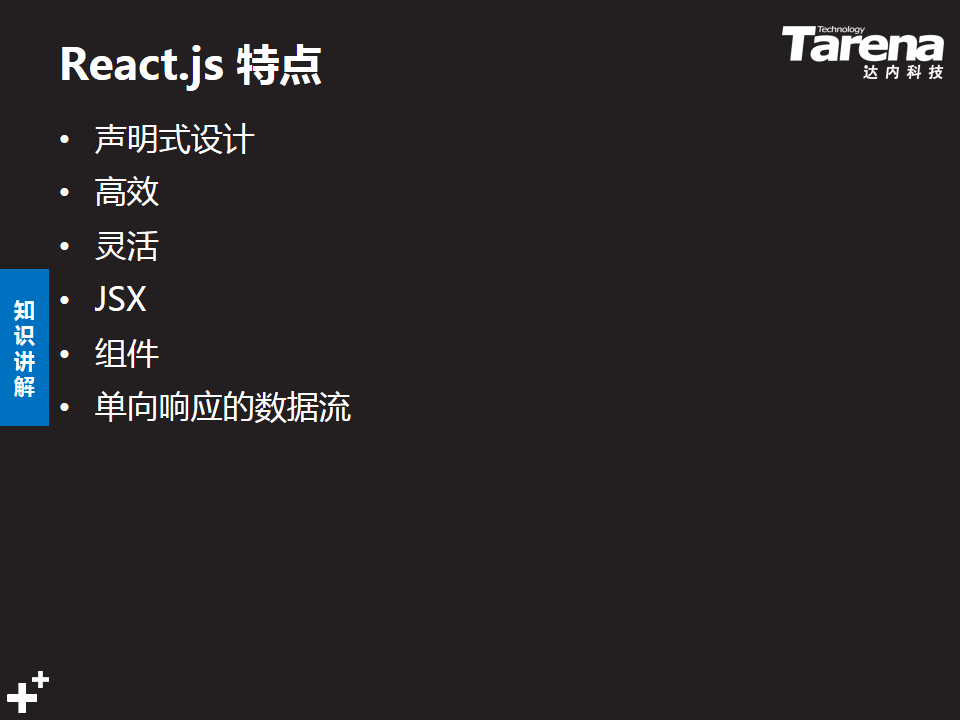 React.js 特点
Technology
Tarena
达内科技
• 声明式设计
• 高效
• 灵活
• JSX
• 组件
• 单向响应的数据流
知识讲解